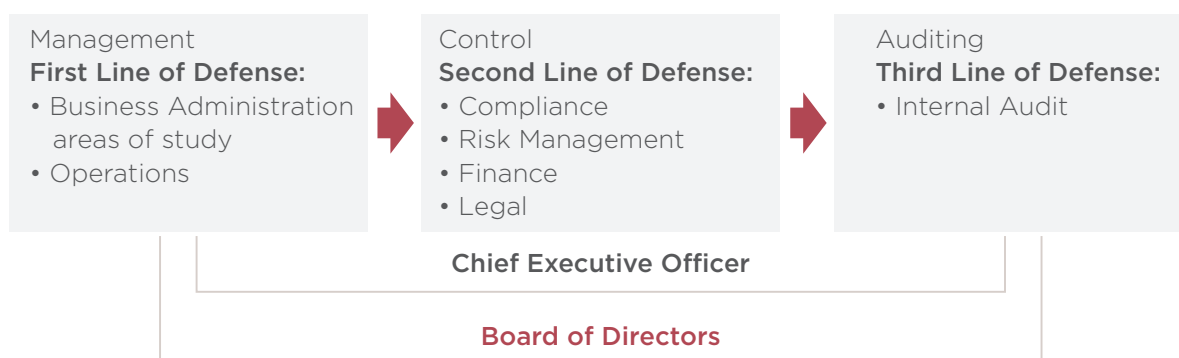 Management
First Line of Defense:
• Business Administration
areas of study
• Operations
Control
Second Line of Defense:
• Compliance
• Risk Management
• Finance
• Legal
Auditing
Third Line of Defense:
• Internal Audit
Chief Executive Officer
Board of Directors